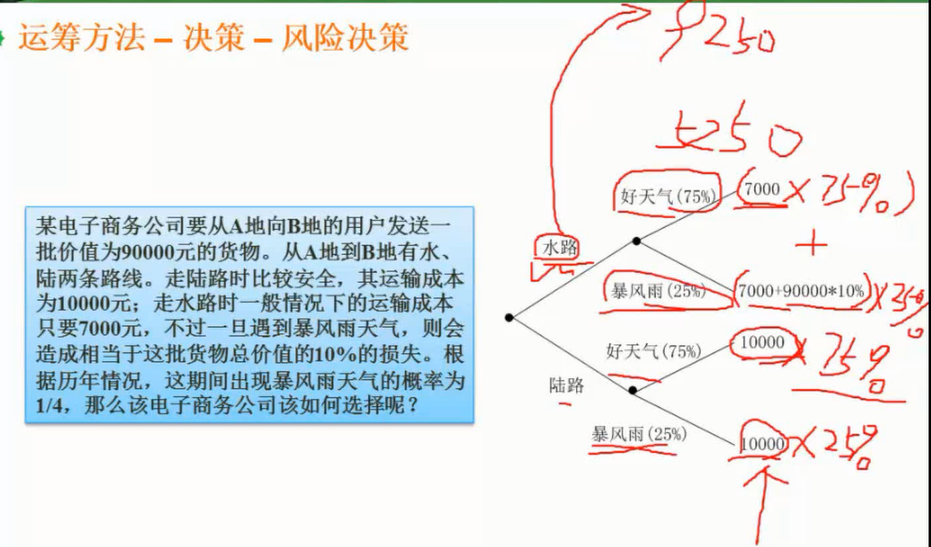 运筹方法 – 决策 – 风险决策
9250
5250
好天气(75%)
7000
×75%)
水路
+
暴风雨(25%)
(7000+90000*10%)
×25%
某电子商务公司要从A地向B地的用户发送一
批价值为90000元的货物。从A地到B地有水、
陆两条路线。走陆路时比较安全，其运输成本
为10000元；走水路时一般情况下的运输成本
只要7000元，不过一旦遇到暴风雨天气，则会
造成相当于这批货物总价值的10%的损失。根
据历年情况，这期间出现暴风雨天气的概率为
1/4，那么该电子商务公司该如何选择呢？
好天气(75%)
10000
×75%
陆路
暴风雨(25%)
10000
×25%